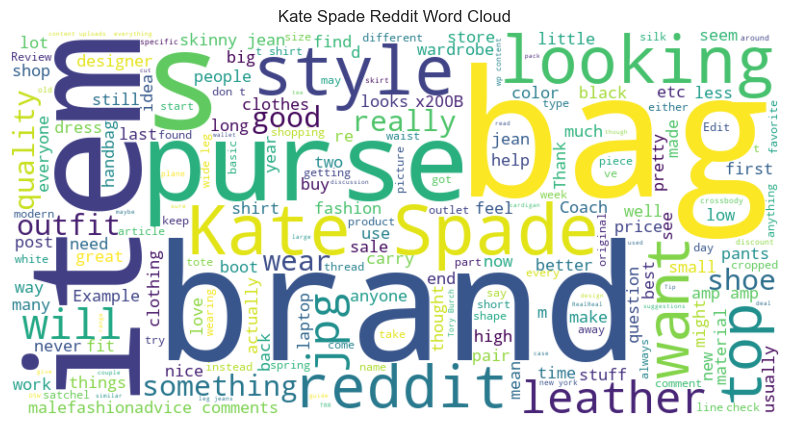 Kate Spade Reddit Word Cloud
content uploads
everything
specific
skinny jean
size
different
silk
seem
around
lot
Review
designer
big
t shirt
find
d
store
little
wp content
pack
shop
idea
cut
people
don t
may
skirt
wardrobe
color
black
etc
less
item
s
style
looking
old
still
start
clothes
looks
x200B
type
either
quality
everyone
dress
handbag
last
found
wallet
long
good
really
re
tee
read
though
Edit
t
favorite
purse
bag
wide leg
basic
shopping
year
two
getting
waist
picture
jean
help
much
Thank
piece
ve
made
pretty
first
plane
discussion
buy
got
week
crossbody
anything
modern
maybe
sure
shirt
fashion
outlet
feel
cardigan
Coach
original
well
price
see
low
discount
outfit
keep
product
use
Kate Spade
post
need
article
sale
large
want
day
white
great
tote
boot
wear
carry
part
now
better
best
pants
cropped
way
Example
clothing
thread
end
every
small
shoe
many
love
wearing
actually
brand
anyone
say
short
shape
design
RealReal
used
Tip
question
amp amp
deal
will
laptop
jpg
thought
Tory Burch
high
m
make
away
suggestions
might
new
material
top
usually
never
fit
try
back
come
take
case
always
nice
instead
spring
name
pair
mean
time
stuff
comment
work
things
couple
give
something
reddit
leather
new york
satchel
similar
DSW
leg jeans
TRR
guide
line
check
malefashionadvice comments